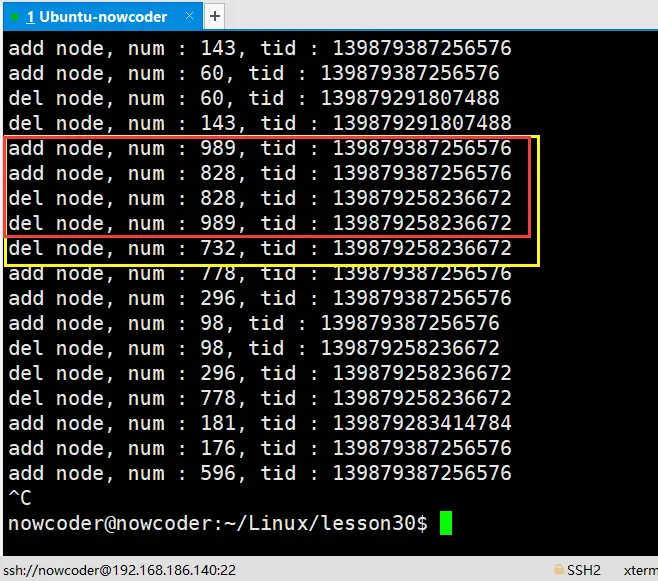 1 Ubuntu-nowcoder × +
add node, num : 143, tid : 139879387256576
add node, num : 60, tid : 139879387256576
del node, num : 60, tid : 139879291807488
del node, num : 143, tid : 139879291807488
add node, num : 989, tid : 139879387256576
add node, num : 828, tid : 139879387256576
del node, num : 828, tid : 139879258236672
del node, num : 989, tid : 139879258236672
del node, num : 732, tid : 139879258236672
add node, num : 778, tid : 139879387256576
add node, num : 296, tid : 139879387256576
add node, num : 98, tid : 139879387256576
del node, num : 98, tid : 139879258236672
del node, num : 296, tid : 139879258236672
del node, num : 778, tid : 139879258236672
add node, num : 181, tid : 139879283414784
add node, num : 176, tid : 139879387256576
add node, num : 596, tid : 139879387256576
^C
nowcoder@nowcoder:~/Linux/lesson30$
ssh://nowcoder@192.168.186.140:22 SSH2 xterm